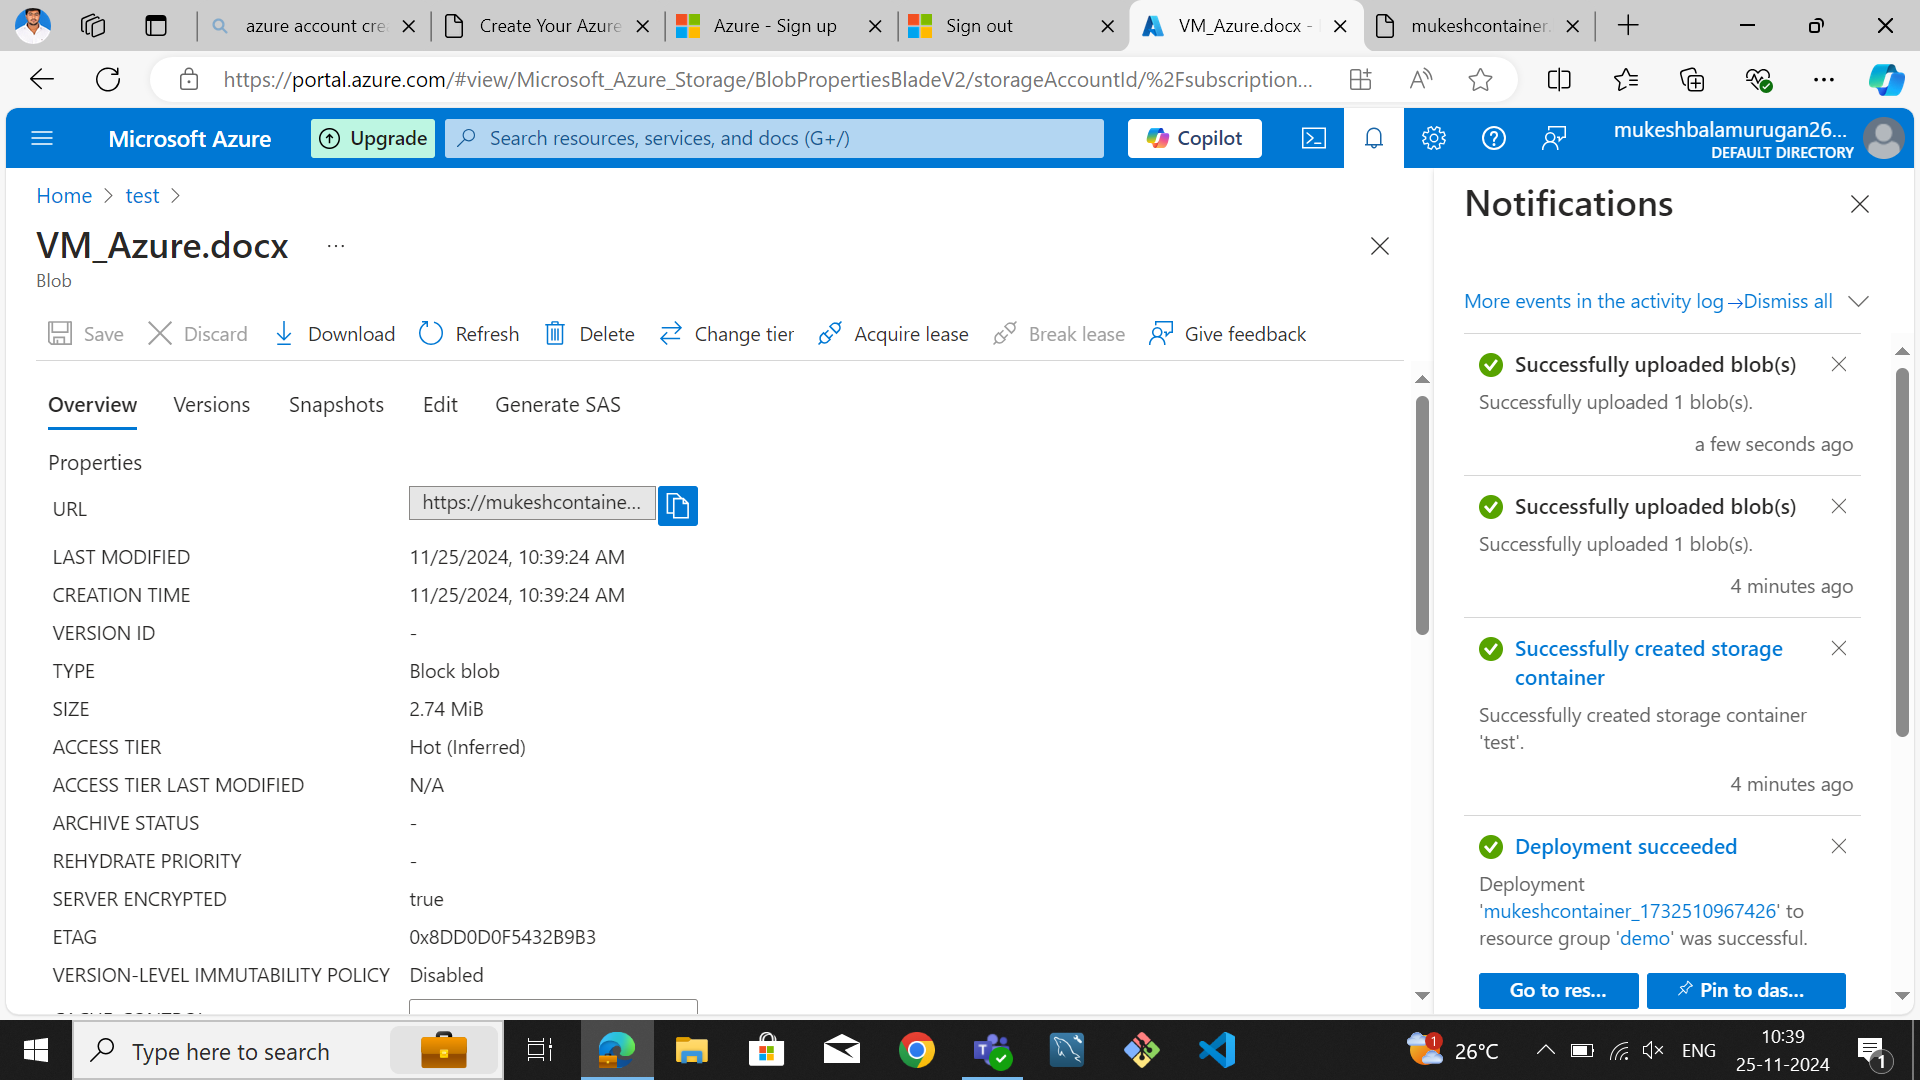 azure account crea
Create Your Azure
Azure - Sign up
Sign out
VM_Azure.docx -
mukeshcontainer.
https://portal.azure.com/#view/Microsoft_Azure_Storage/BlobPropertiesBladeV2/storageAccountId/%2Fsubscription...
Microsoft Azure
Upgrade
Search resources, services, and docs (G+/)
Copilot
mukeshbalamurugan26...
DEFAULT DIRECTORY
Home
test
VM_Azure.docx
...
Blob
Save
Discard
Download
Refresh
Delete
Change tier
Acquire lease
Break lease
Give feedback
Overview
Versions
Snapshots
Edit
Generate SAS
Properties
URL https://mukeshcontaine...
LAST MODIFIED 11/25/2024, 10:39:24 AM
CREATION TIME 11/25/2024, 10:39:24 AM
VERSION ID -
TYPE Block blob
SIZE 2.74 MiB
ACCESS TIER Hot (Inferred)
ACCESS TIER LAST MODIFIED N/A
ARCHIVE STATUS -
REHYDRATE PRIORITY -
SERVER ENCRYPTED true
ETAG 0x8DD0D0F5432B9B3
VERSION-LEVEL IMMUTABILITY POLICY Disabled
Notifications
More events in the activity log → Dismiss all
Successfully uploaded blob(s)
Successfully uploaded 1 blob(s).
a few seconds ago
Successfully uploaded blob(s)
Successfully uploaded 1 blob(s).
4 minutes ago
Successfully created storage
container
Successfully created storage container
'test'.
4 minutes ago
Deployment succeeded
Deployment
'mukeshcontainer_1732510967426' to
resource group 'demo' was successful.
Go to res...
Pin to das...
Type here to search
1
26°C
ENG
10:39
25-11-2024
1